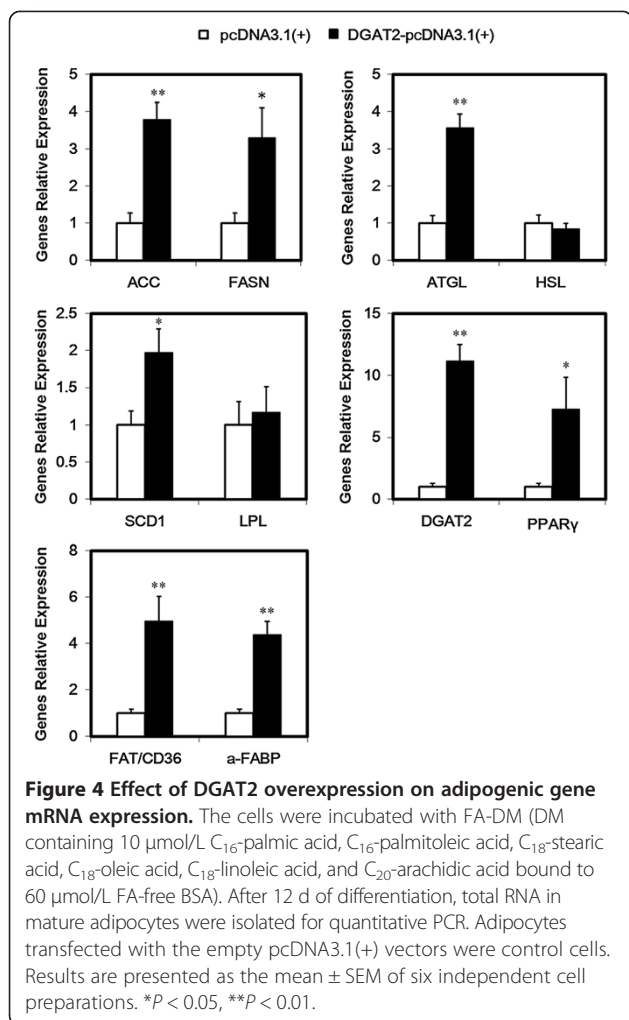 pcDNA3.1(+) DGAT2-pcDNA3.1(+)
Genes Relative Expression
5
4
3
2
1
0
**
*
ACC FASN
Genes Relative Expression
5
4
3
2
1
0
**
ATGL HSL
Genes Relative Expression
2.5
2
1.5
1
0.5
0
*
SCD1 LPL
Genes Relative Expression
15
10
5
0
**
*
DGAT2 PPARγ
Genes Relative Expression
8
6
4
2
0
**
**
FAT/CD36 a-FABP
Figure 4 Effect of DGAT2 overexpression on adipogenic gene
mRNA expression. The cells were incubated with FA-DM (DM
containing 10 μmol/L C16-palmic acid, C16-palmitoleic acid, C18-stearic
acid, C18-oleic acid, C18-linoleic acid, and C20-arachidic acid bound to
60 μmol/L FA-free BSA). After 12 d of differentiation, total RNA in
mature adipocytes were isolated for quantitative PCR. Adipocytes
transfected with the empty pcDNA3.1(+) vectors were control cells.
Results are presented as the mean ± SEM of six independent cell
preparations. *P < 0.05, **P < 0.01.